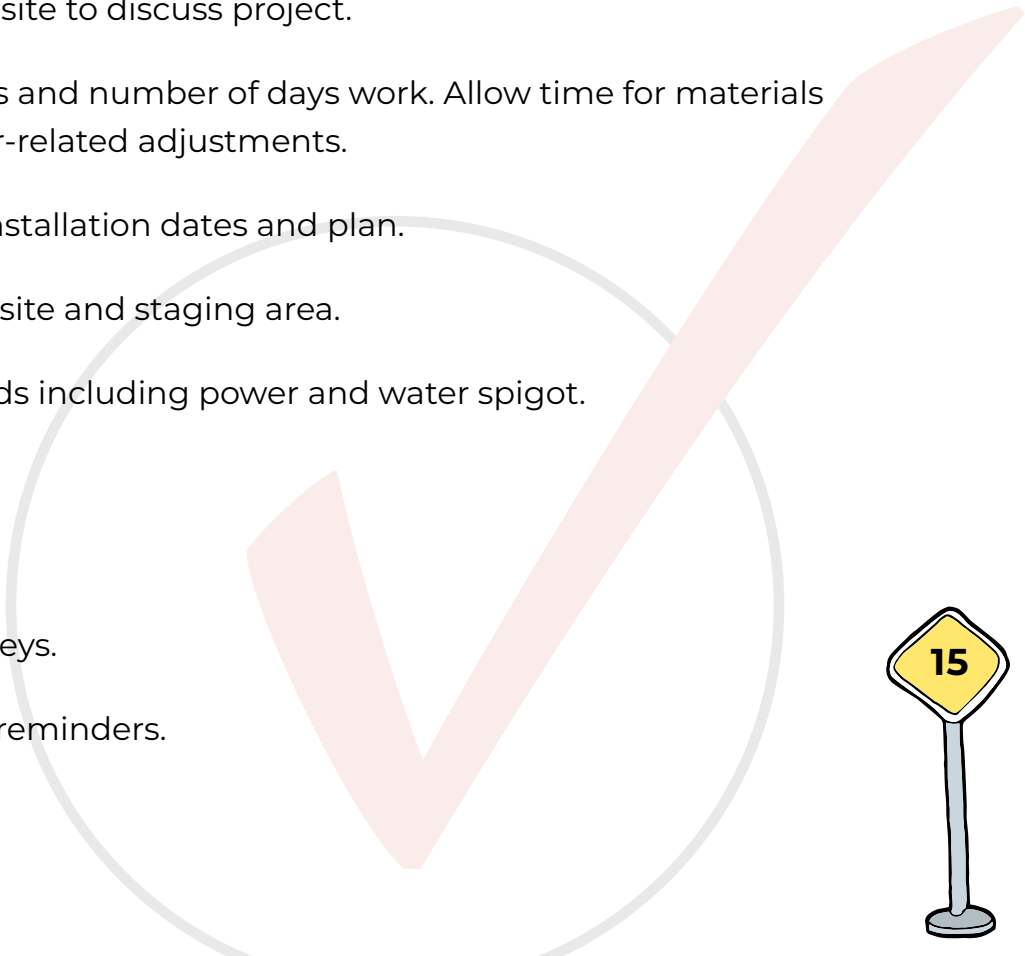 site to discuss project.
s and number of days work. Allow time for materials
r-related adjustments.
nstallation dates and plan.
site and staging area.
ds including power and water spigot.
eys.
reminders.
15